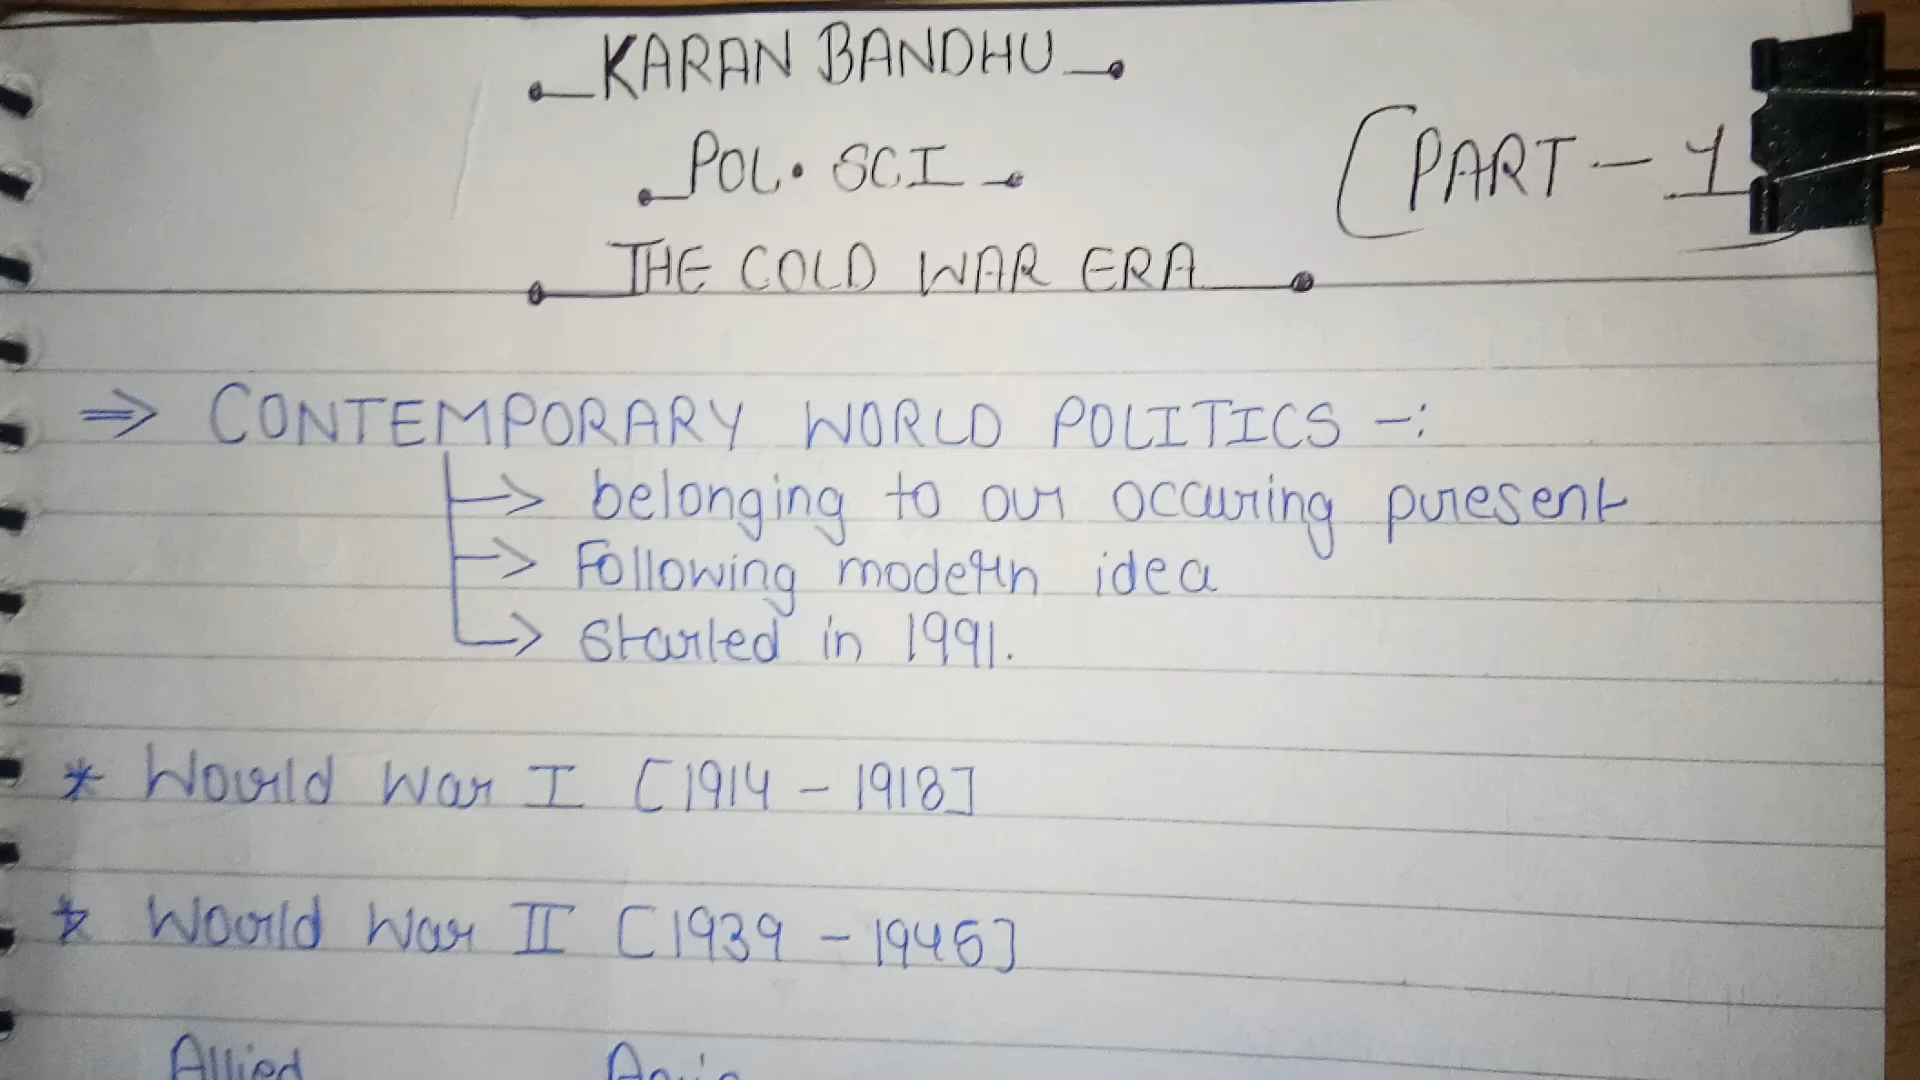 KARAN BANDHU
POL. SCI
(PART-1
THE COLD WAR ERA
⇒ CONTEMPORARY WORLD POLITICS -:
→ belonging to our occuring present
→ Following modern idea
→ Started in 1991.
* World War I [1914 - 1918]
* World War II [1939 - 1945]
Allied